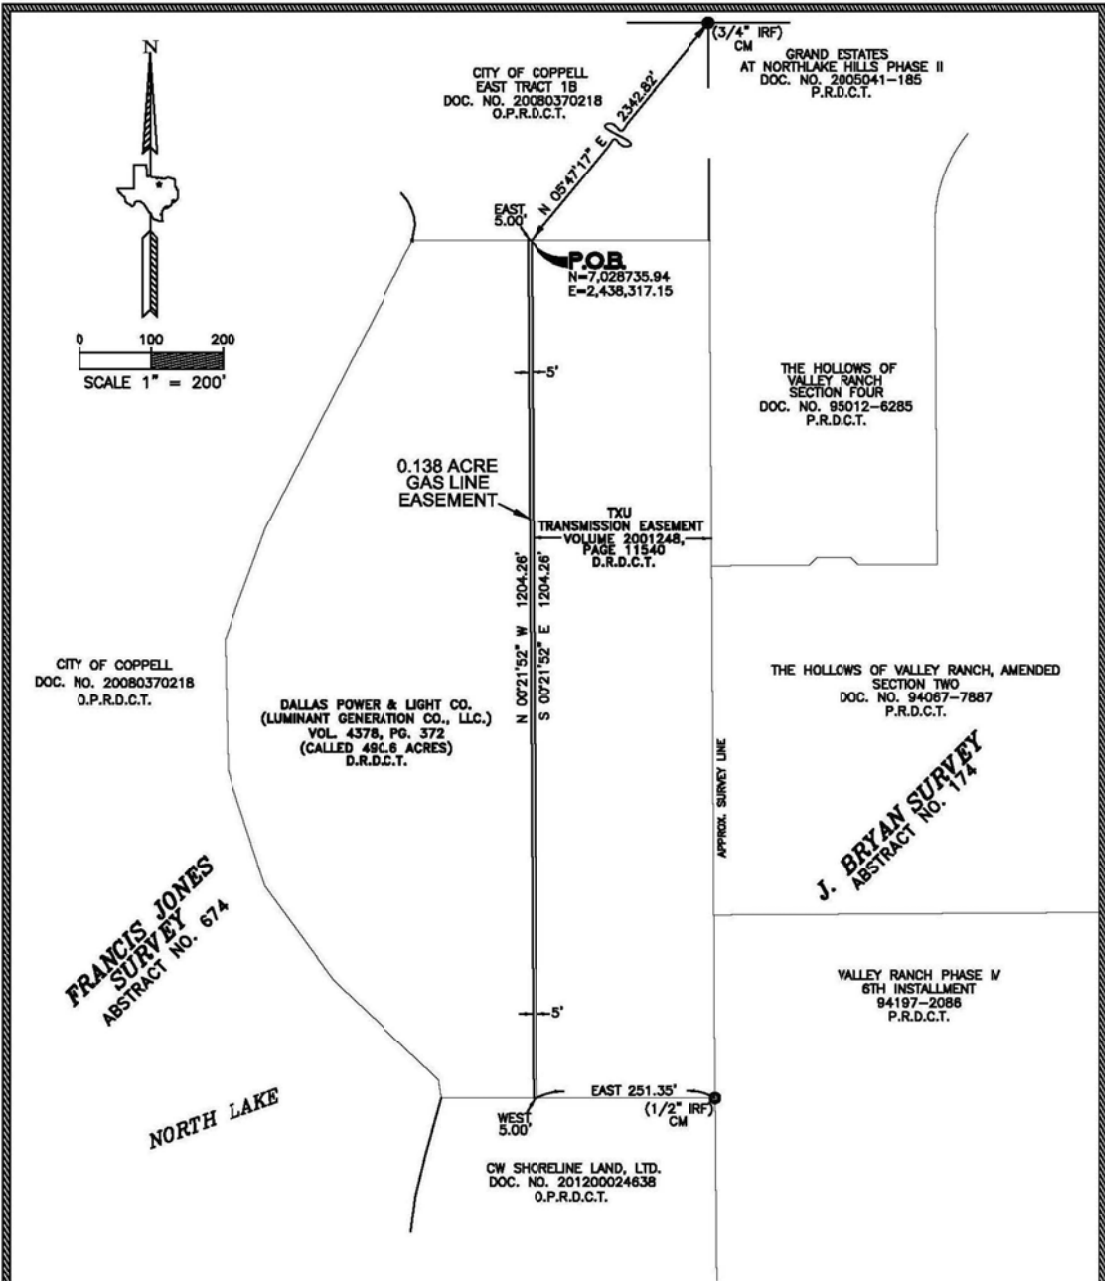 N
(3/4" IRF)
CM
GRAND ESTATES
AT NORTHLAKE HILLS PHASE II
DOC. NO. 2005041-185
P.R.D.C.T.
CITY OF COPPELL
EAST TRACT 1B
DOC. NO. 20080370218
O.P.R.D.C.T.
N 05°47'17" E 2342.82'
EAST
5.00'
P.O.B.
N=7,028735.94
E=2,438,317.15
0 100 200
SCALE 1" = 200'
5'
THE HOLLOWS OF
VALLEY RANCH
SECTION FOUR
DOC. NO. 95012-6285
P.R.D.C.T.
0.138 ACRE
GAS LINE
EASEMENT
TXU
TRANSMISSION EASEMENT
VOLUME 2001248,
PAGE 11540
D.R.D.C.T.
N 00°21'52" W 1204.26'
S 00°21'52" E 1204.26'
CITY OF COPPELL
DOC. NO. 20080370218
O.P.R.D.C.T.
DALLAS POWER & LIGHT CO.
(LUMINANT GENERATION CO., LLC.)
VOL. 4378, PG. 372
(CALLED 490.6 ACRES)
D.R.D.C.T.
THE HOLLOWS OF VALLEY RANCH, AMENDED
SECTION TWO
DOC. NO. 94067-7887
P.R.D.C.T.
APPROX. SURVEY LINE
J. BRYAN SURVEY
ABSTRACT NO. 174
FRANCIS JONES
SURVEY
ABSTRACT NO. 674
VALLEY RANCH PHASE IV
6TH INSTALLMENT
94197-2086
P.R.D.C.T.
5'
NORTH LAKE
EAST 251.35'
(1/2" IRF)
CM
WEST
5.00'
CW SHORELINE LAND, LTD.
DOC. NO. 201200024638
O.P.R.D.C.T.